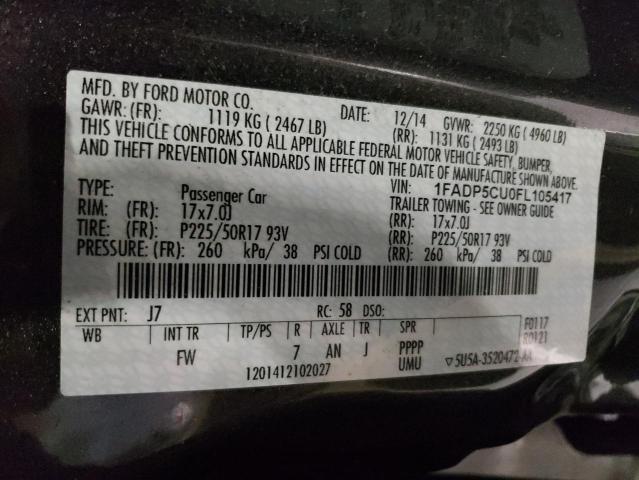 MFD. BY FORD MOTOR CO. DATE: 12/14 GVWR: 2250 KG ( 4960 LB)
GAWR: (FR): 1119 KG ( 2467 LB) (RR): 1131 KG ( 2493 LB)
THIS VEHICLE CONFORMS TO ALL APPLICABLE FEDERAL MOTOR VEHICLE SAFETY, BUMPER,
AND THEFT PREVENTION STANDARDS IN EFFECT ON THE DATE OF MANUFACTURE SHOWN ABOVE.
VIN: 1FADP5CU0FL105417
TYPE: Passenger Car TRAILER TOWING - SEE OWNER GUIDE
RIM: (FR): 17x7.0J (RR): 17x7.0J
TIRE: (FR): P225/50R17 93V (RR): P225/50R17 93V
PRESSURE: (FR): 260 kPa/ 38 PSI COLD (RR): 260 kPa/ 38 PSI COLD
EXT PNT: J7 RC: 58 DSO: F0117
WB INT TR TP/PS R AXLE TR SPR R0121
FW 7 AN J PPPP
UMU ▽ 5U5A-3520472-AA
1201412102027